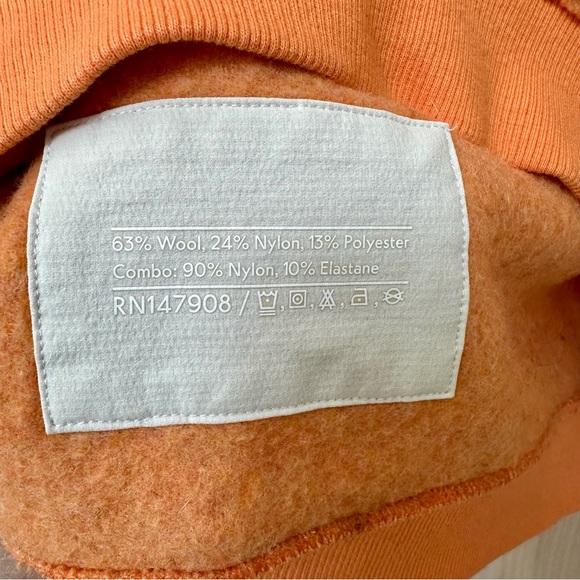 63% Wool, 24% Nylon, 13% Polyester
Combo: 90% Nylon, 10% Elastane
RN147908 /